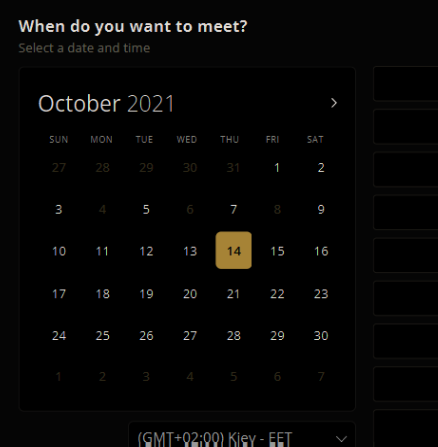 When do you want to meet?
Select a date and time
October 2021 >
SUN MON TUE WED THU FRI SAT
27 28 29 30 31 1 2
3 4 5 6 7 8 9
10 11 12 13 14 15 16
17 18 19 20 21 22 23
24 25 26 27 28 29 30
1 2 3 4 5 6 7
(GMT+02:00) Kiev - EET